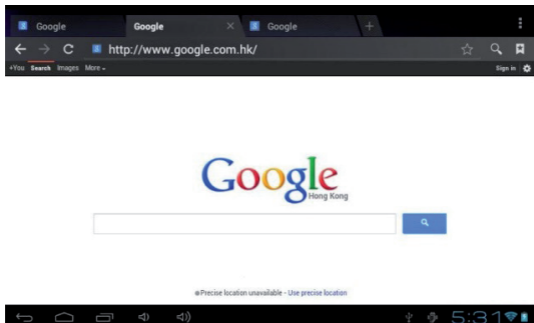 Google Google Google
http://www.google.com.hk/
+You Search Images More
Sign in
Google
Hong Kong
Precise location unavailable - Use precise location
5:31